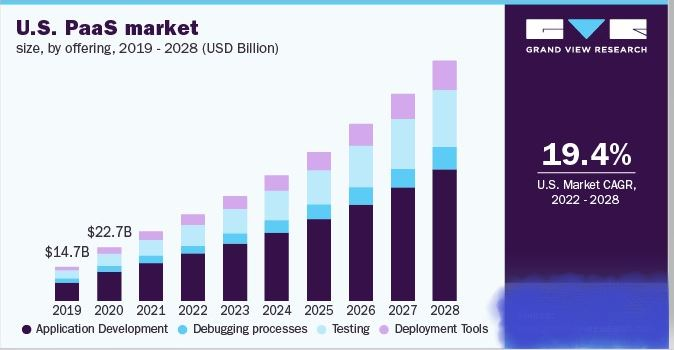 U.S. PaaS market
size, by offering, 2019 - 2028 (USD Billion)
GRAND VIEW RESEARCH
19.4%
U.S. Market CAGR,
2022 - 2028
$14.7B
$22.7B
2019 2020 2021 2022 2023 2024 2025 2026 2027 2028
Application Development Debugging processes Testing Deployment Tools